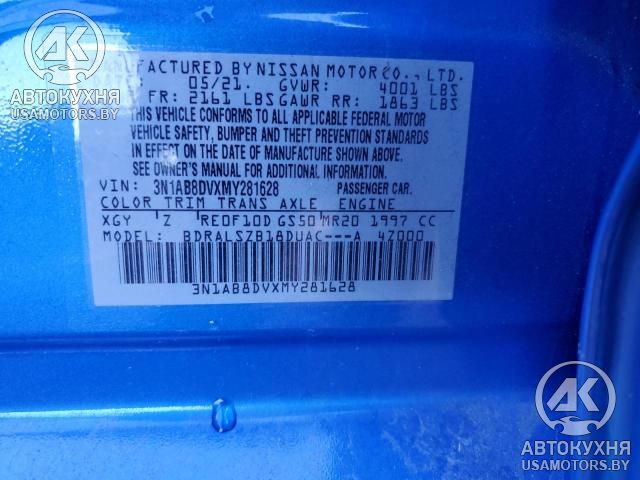 АВТОКУХНЯ
USAMOTORS.BY
FACTURED BY NISSAN MOTOR CO., LTD.
05/21. GVWR: 4001 LBS
FR: 2161 LBS GAWR RR: 1863 LBS
THIS VEHICLE CONFORMS TO ALL APPLICABLE FEDERAL MOTOR
VEHICLE SAFETY, BUMPER AND THEFT PREVENTION STANDARDS
IN EFFECT ON THE DATE OF MANUFACTURE SHOWN ABOVE.
SEE OWNER'S MANUAL FOR ADDITIONAL INFORMATION.
VIN: 3N1AB8DVXMY281628 PASSENGER CAR.
COLOR TRIM TRANS AXLE ENGINE
XGY Z RE0F10D GS50 MR20 1997 CC
MODEL: BDRALSZB18DUAC---A 4Z000
3N1AB8DVXMY281628
АК
АВТОКУХНЯ
USAMOTORS.BY